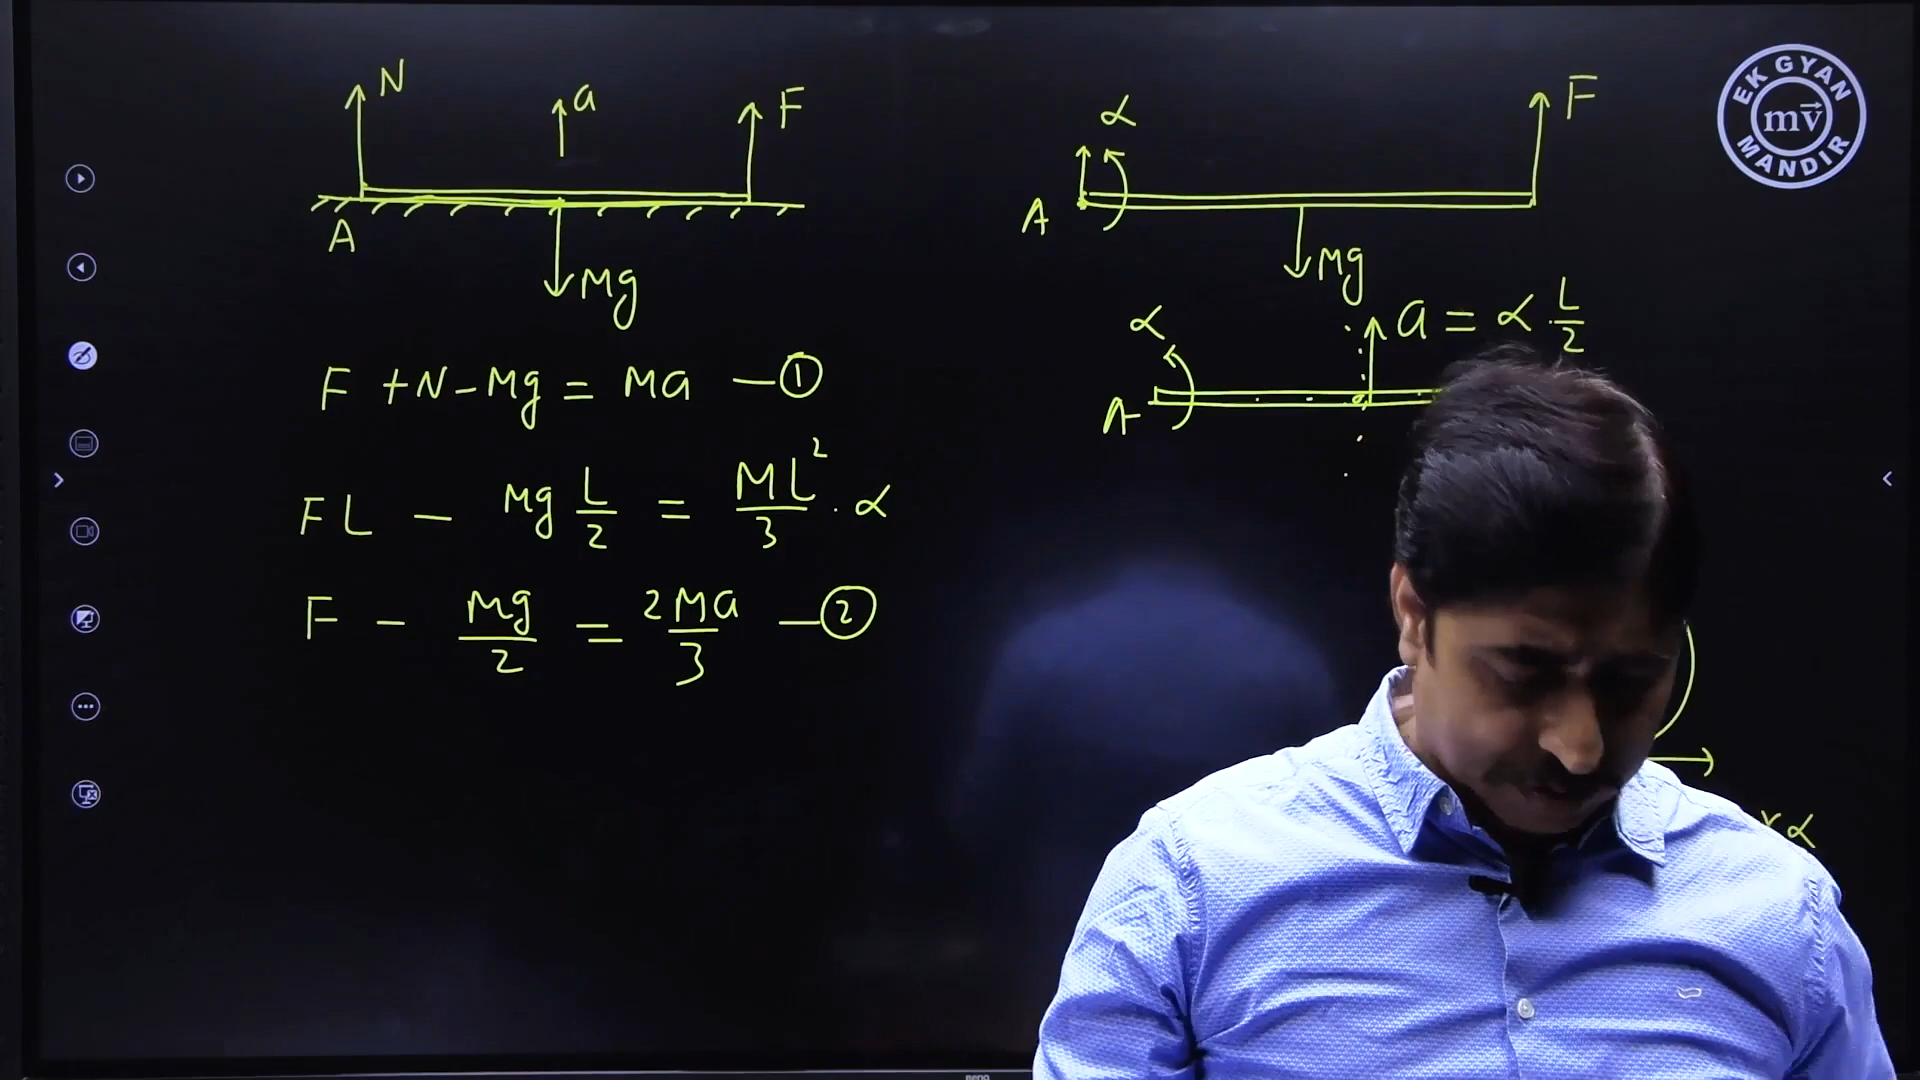 N
a
F
A
Mg
F + N - Mg = Ma — ①
FL - Mg L/2 = ML²/3 . α
F - Mg/2 = 2Ma/3 — ②
α
F
A
Mg
α
a = α . L/2
A
α
EK GYAN
mv⃗
MANDIR
BenQ